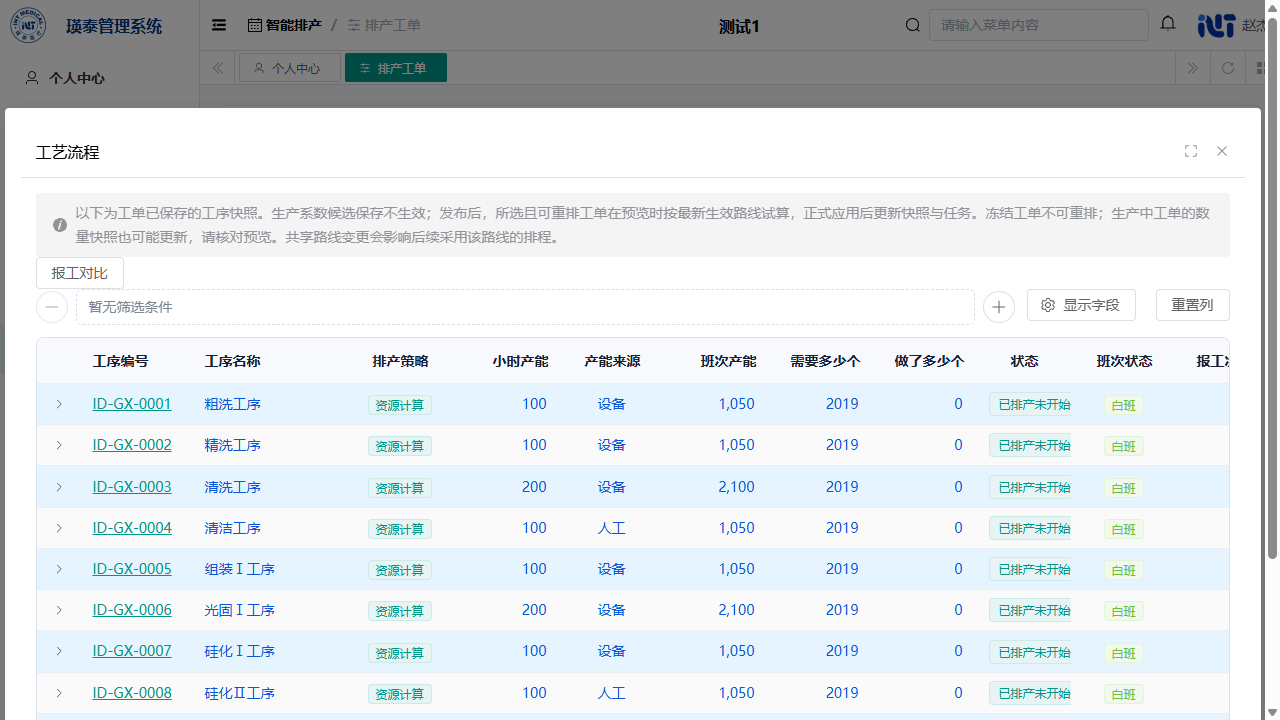 瑛泰管理系统
智能排产 / 排产工单
测试1
请输入菜单内容
个人中心
个人中心
排产工单
工艺流程
以下为工单已保存的工序快照。生产系数候选保存不生效；发布后，所选且可重排工单在预览时按最新生效路线试算，正式应用后更新快照与任务。冻结工单不可重排；生产中工单的数
量快照也可能更新，请核对预览。共享路线变更会影响后续采用该路线的排程。
报工对比
暂无筛选条件
显示字段
重置列
工序编号 工序名称 排产策略 小时产能 产能来源 班次产能 需要多少个 做了多少个 状态 班次状态 报工
ID-GX-0001 粗洗工序 资源计算 100 设备 1,050 2019 0 已排产未开始 白班
ID-GX-0002 精洗工序 资源计算 100 设备 1,050 2019 0 已排产未开始 白班
ID-GX-0003 清洗工序 资源计算 200 设备 2,100 2019 0 已排产未开始 白班
ID-GX-0004 清洁工序 资源计算 100 人工 1,050 2019 0 已排产未开始 白班
ID-GX-0005 组装Ⅰ工序 资源计算 100 设备 1,050 2019 0 已排产未开始 白班
ID-GX-0006 光固Ⅰ工序 资源计算 200 设备 2,100 2019 0 已排产未开始 白班
ID-GX-0007 硅化Ⅰ工序 资源计算 100 设备 1,050 2019 0 已排产未开始 白班
ID-GX-0008 硅化Ⅱ工序 资源计算 100 人工 1,050 2019 0 已排产未开始 白班